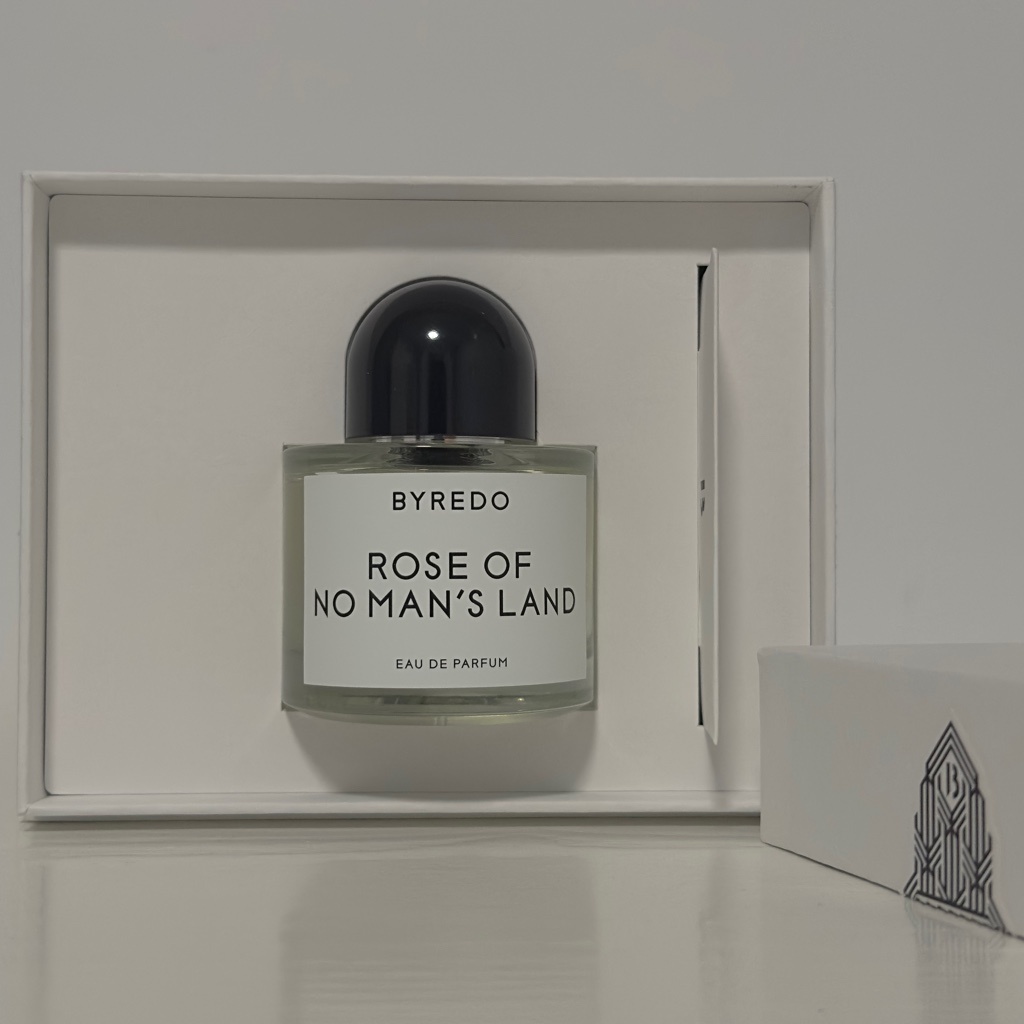 BYREDO
ROSE OF
NO MAN'S LAND
EAU DE PARFUM
B